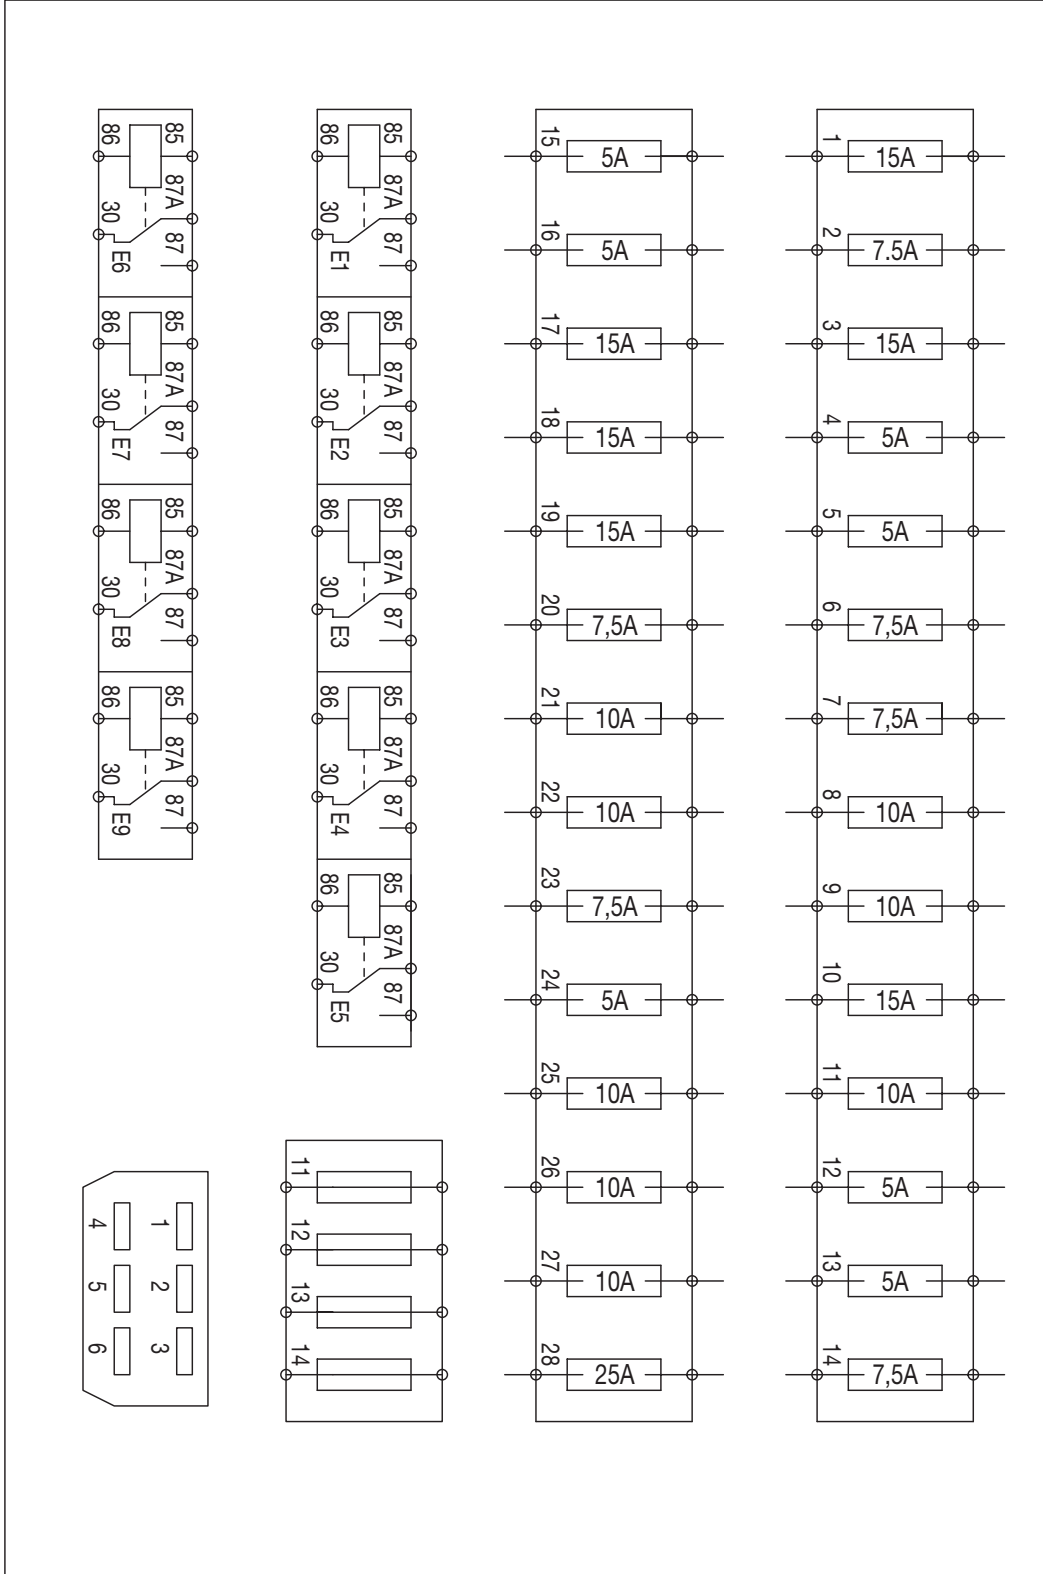 86 85
87A
30 87
E6
86 85
87A
30 87
E7
86 85
87A
30 87
E8
86 85
87A
30 87
E9
86 85
87A
30 87
E1
86 85
87A
30 87
E2
86 85
87A
30 87
E3
86 85
87A
30 87
E4
86 85
87A
30 87
E5
15 5A
16 5A
17 15A
18 15A
19 15A
20 7,5A
21 10A
22 10A
23 7,5A
24 5A
25 10A
26 10A
27 10A
28 25A
1 15A
2 7.5A
3 15A
4 5A
5 5A
6 7,5A
7 7,5A
8 10A
9 10A
10 15A
11 10A
12 5A
13 5A
14 7,5A
4 1
5 2
6 3
11
12
13
14